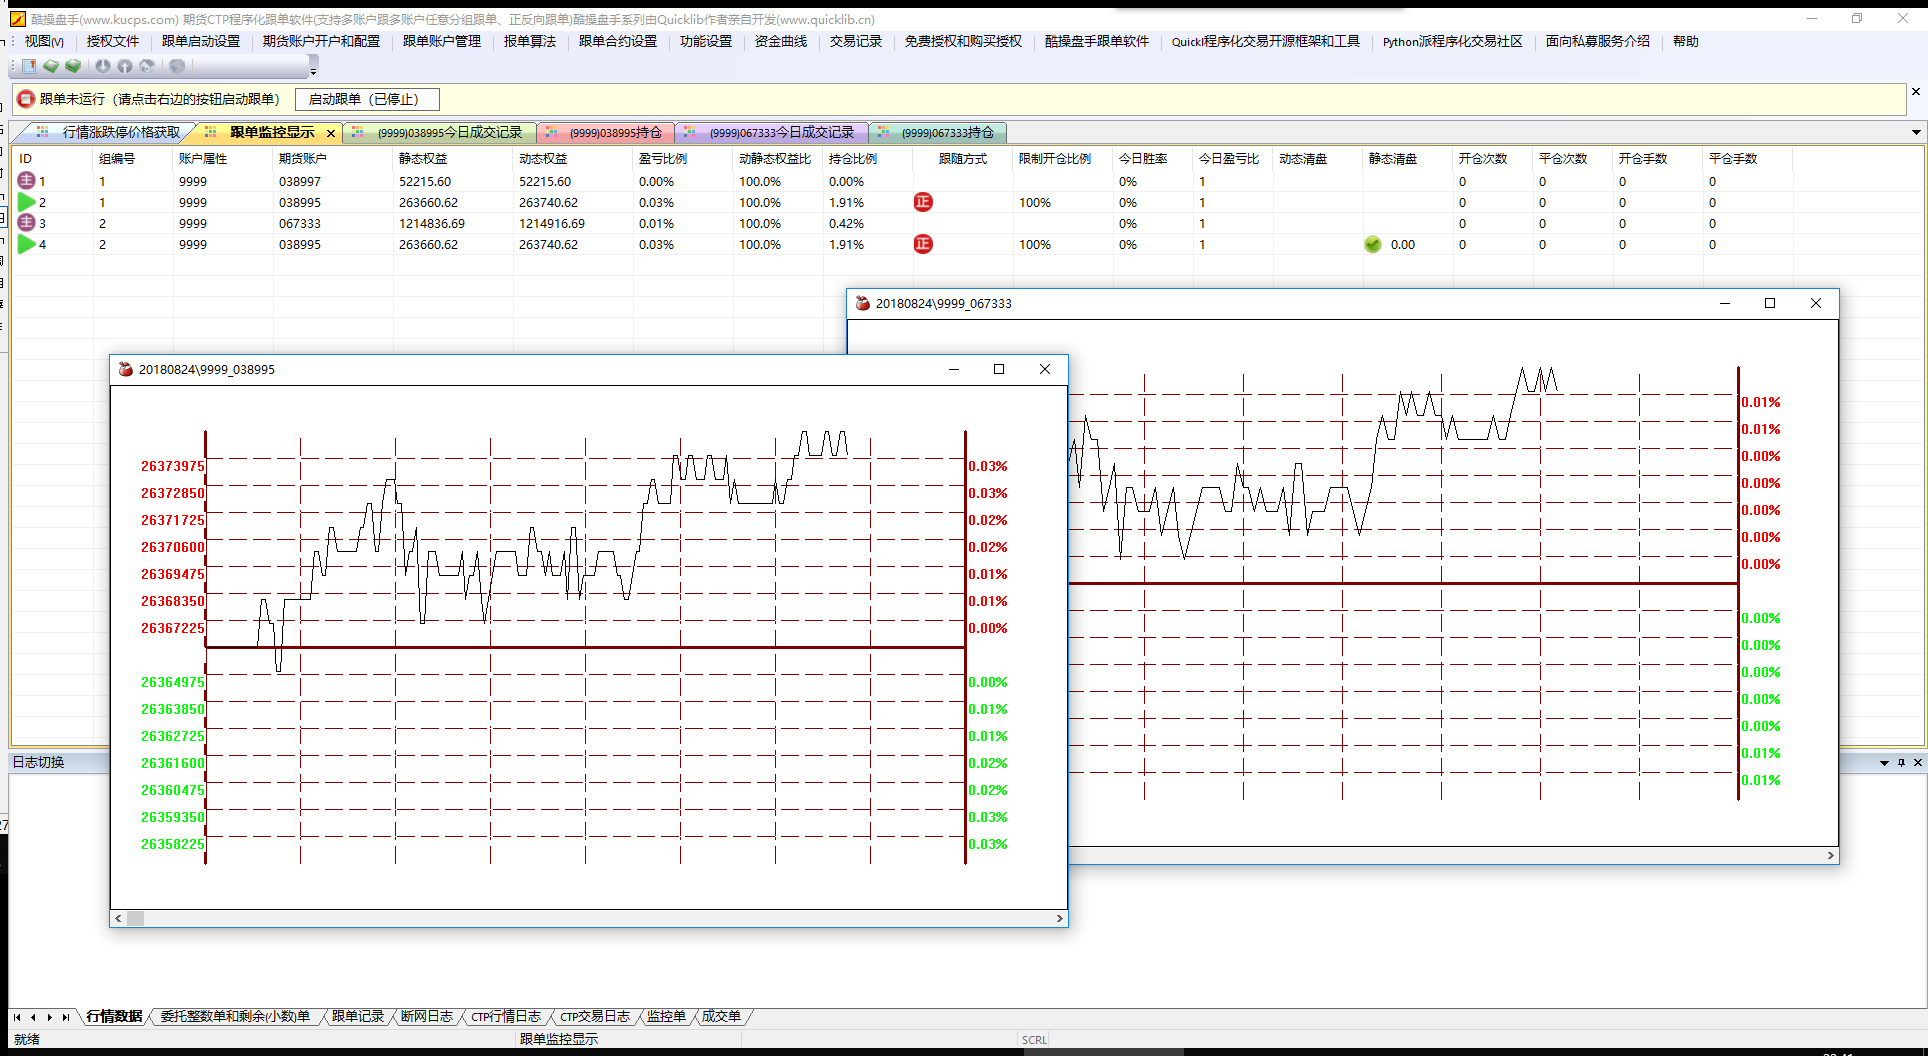 酷操盘手(www.kucps.com) 期货CTP程序化跟单软件(支持多账户跟多账户任意分组跟单、正反向跟单)酷操盘手系列由Quicklib作者亲自开发(www.quicklib.cn)
视图(V) 授权文件 跟单启动设置 期货账户开户和配置 跟单账户管理 报单算法 跟单合约设置 功能设置 资金曲线 交易记录 免费授权和购买授权 酷操盘手跟单软件 Quickl程序化交易开源框架和工具 Python派程序化交易社区 面向私募服务介绍 帮助
跟单未运行（请点击右边的按钮启动跟单） 启动跟单（已停止）
行情涨跌停价格获取 跟单监控显示 (9999)038995今日成交记录 (9999)038995持仓 (9999)067333今日成交记录 (9999)067333持仓
ID 组编号 账户属性 期货账户 静态权益 动态权益 盈亏比例 动静态权益比 持仓比例 跟随方式 限制开仓比例 今日胜率 今日盈亏比 动态清盘 静态清盘 开仓次数 平仓次数 开仓手数 平仓手数
主 1 1 9999 038997 52215.60 52215.60 0.00% 100.0% 0.00% 0% 1 0 0 0 0
2 1 9999 038995 263660.62 263740.62 0.03% 100.0% 1.91% 正 100% 0% 1 0 0 0 0
主 3 2 9999 067333 1214836.69 1214916.69 0.01% 100.0% 0.42% 0% 1 0 0 0 0
4 2 9999 038995 263660.62 263740.62 0.03% 100.0% 1.91% 正 100% 0% 1 0.00 0 0 0 0
20180824\9999_067333
0.01%
0.01%
0.00%
0.00%
0.00%
0.00%
0.00%
0.00%
0.00%
0.00%
0.00%
0.00%
0.01%
0.01%
20180824\9999_038995
26373975 0.03%
26372850 0.03%
26371725 0.02%
26370600 0.02%
26369475 0.01%
26368350 0.01%
26367225 0.00%
26364975 0.00%
26363850 0.01%
26362725 0.01%
26361600 0.02%
26360475 0.02%
26359350 0.03%
26358225 0.03%
日志切换
行情数据 委托整数单和剩余(小数)单 跟单记录 断网日志 CTP行情日志 CTP交易日志 监控单 成交单
就绪 跟单监控显示 SCRL